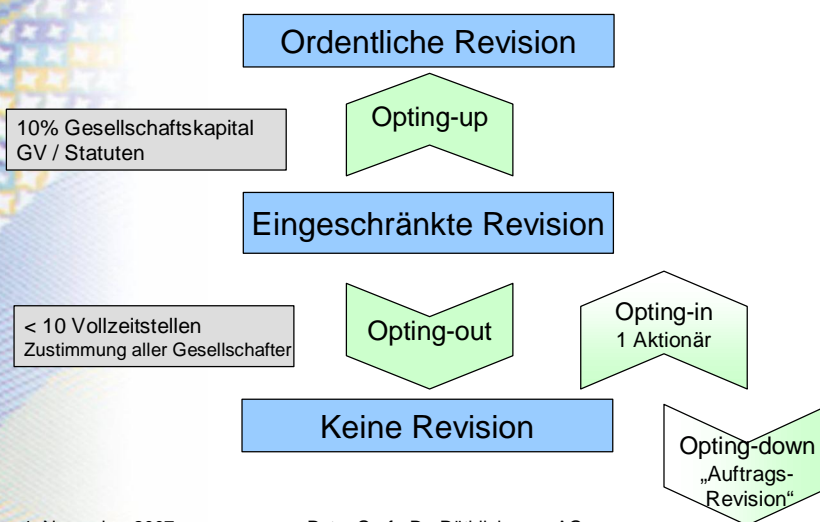 Ordentliche Revision
Opting-up
10% Gesellschaftskapital
GV / Statuten
Eingeschränkte Revision
< 10 Vollzeitstellen
Zustimmung aller Gesellschafter
Opting-out
Opting-in
1 Aktionär
Keine Revision
Opting-down
„Auftrags-
Revision“